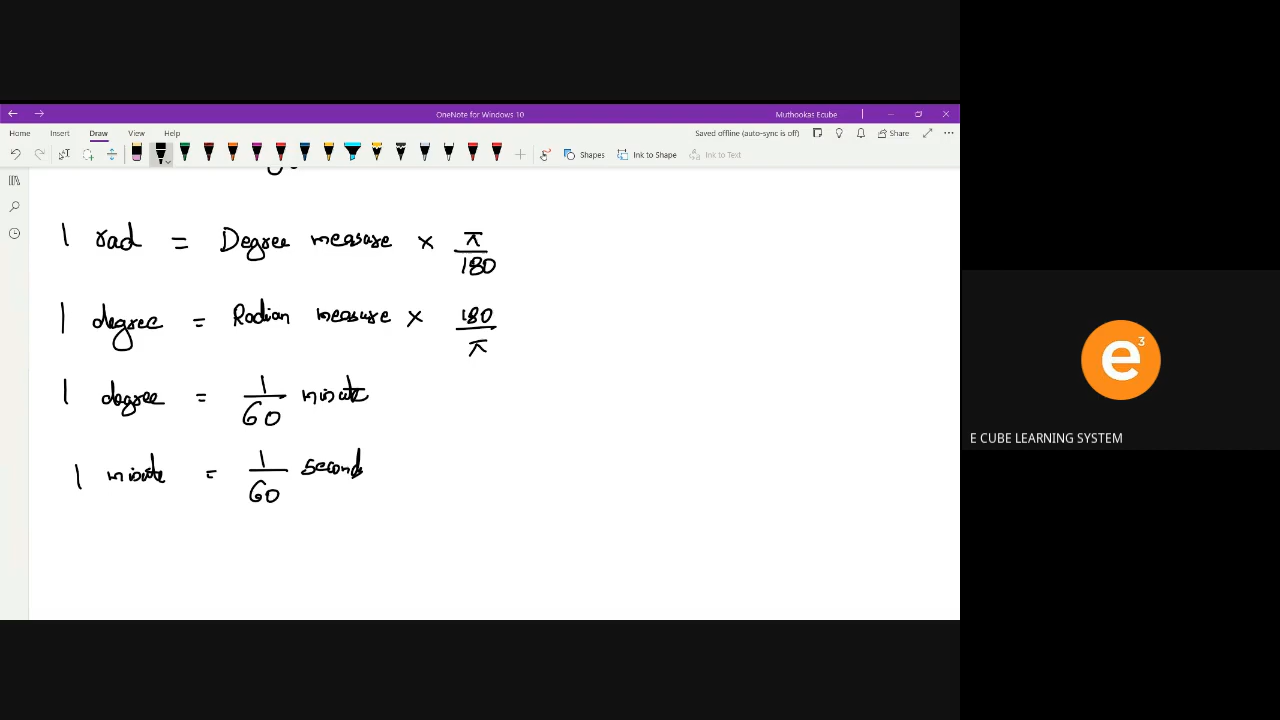 OneNote for Windows 10
Muthookas Ecube
Home Insert Draw View Help
Saved offline (auto-sync is off)
Share
Shapes
Ink to Shape
Ink to Text
1 rad = Degree measure × π/180
1 degree = Radian measure × 180/π
1 degree = 1/60 minute
1 minute = 1/60 second
e³
E CUBE LEARNING SYSTEM